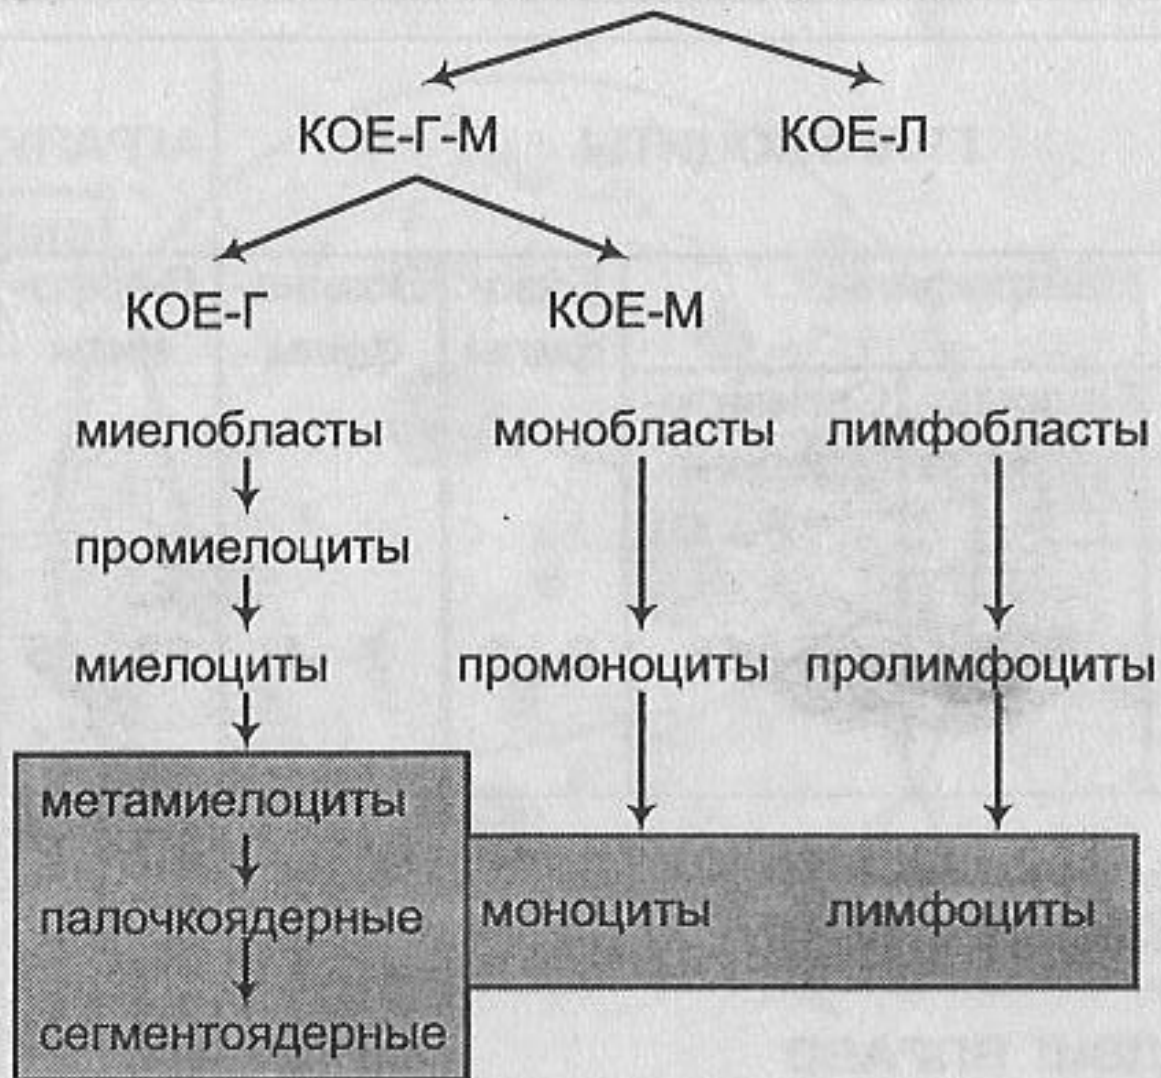 КОЕ-Г-М КОЕ-Л
КОЕ-Г КОЕ-М
миелобласты монобласты лимфобласты
промиелоциты
миелоциты промоноциты пролимфоциты
метамиелоциты
палочкоядерные моноциты лимфоциты
сегментоядерные